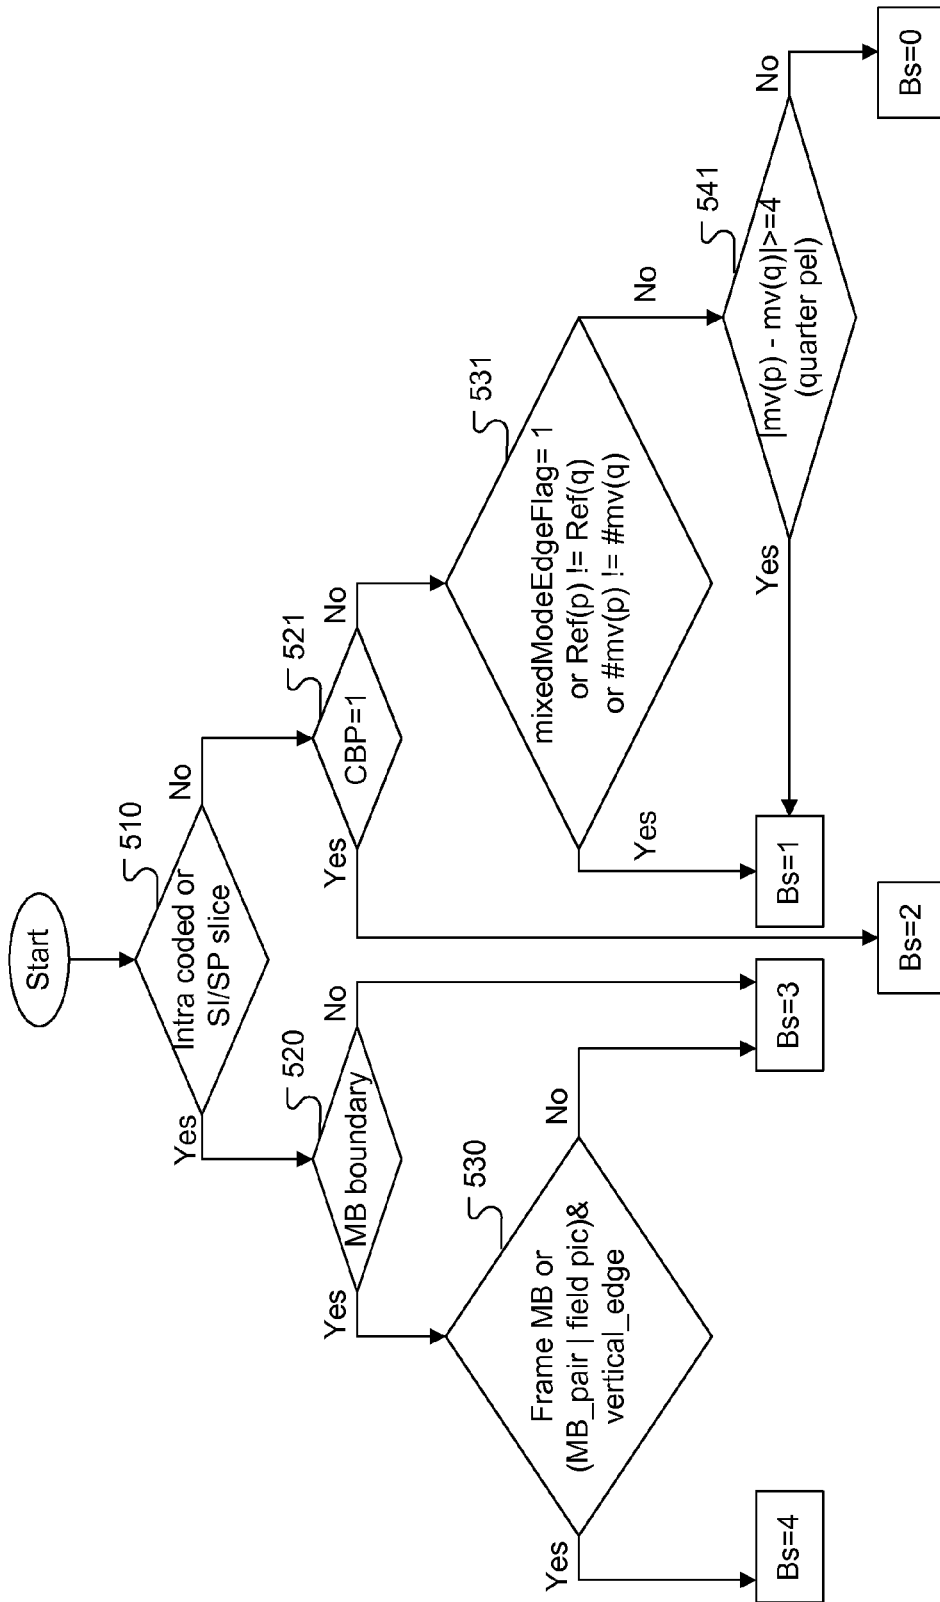 Start
510
Intra coded or
SI/SP slice
Yes
No
520
MB boundary
Yes
No
521
CBP=1
Yes
No
530
Frame MB or
(MB_pair | field pic)&
vertical_edge
Yes
No
531
mixedModeEdgeFlag= 1
or Ref(p) != Ref(q)
or #mv(p) != #mv(q)
Yes
No
541
|mv(p) - mv(q)|>=4
(quarter pel)
Yes
No
Bs=4
Bs=3
Bs=1
Bs=2
Bs=0